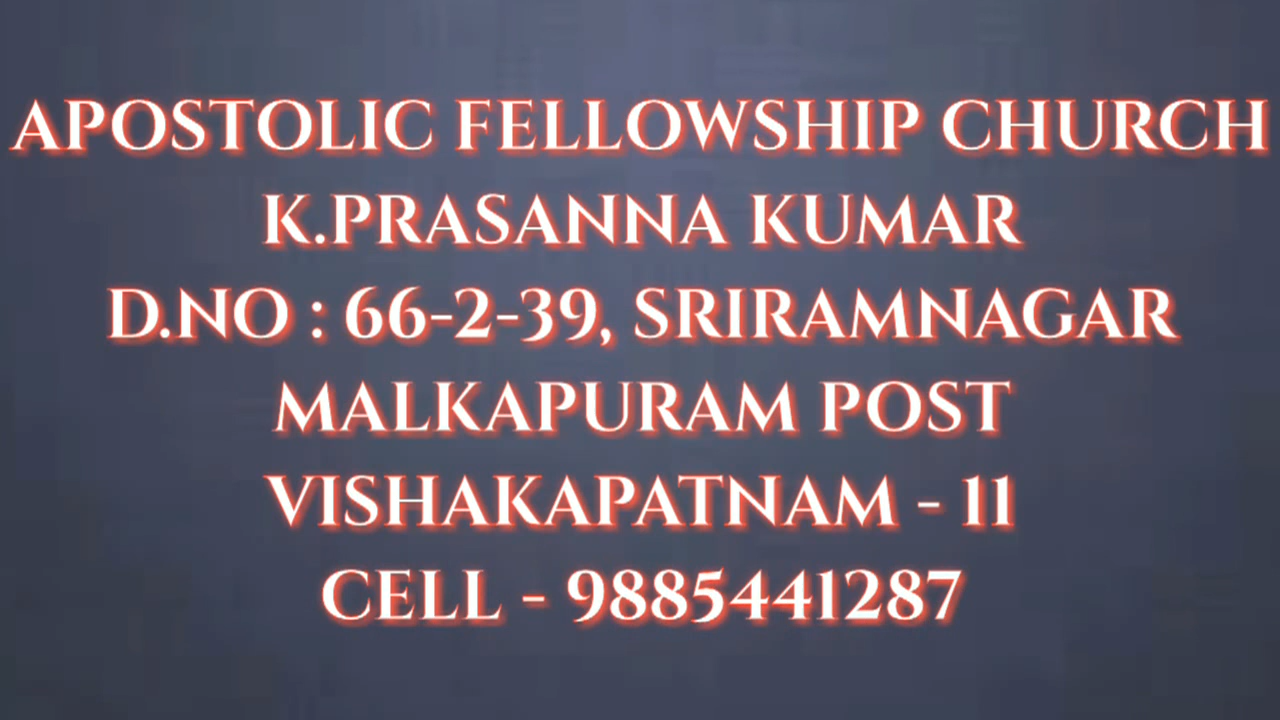 APOSTOLIC FELLOWSHIP CHURCH
K.PRASANNA KUMAR
D.NO : 66-2-39, SRIRAMNAGAR
MALKAPURAM POST
VISHAKAPATNAM - 11
CELL - 9885441287